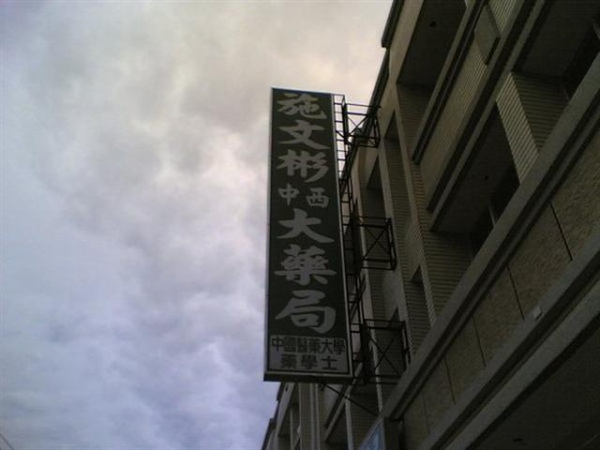 施文彬
中西
大藥局
中國醫藥大學
藥學士